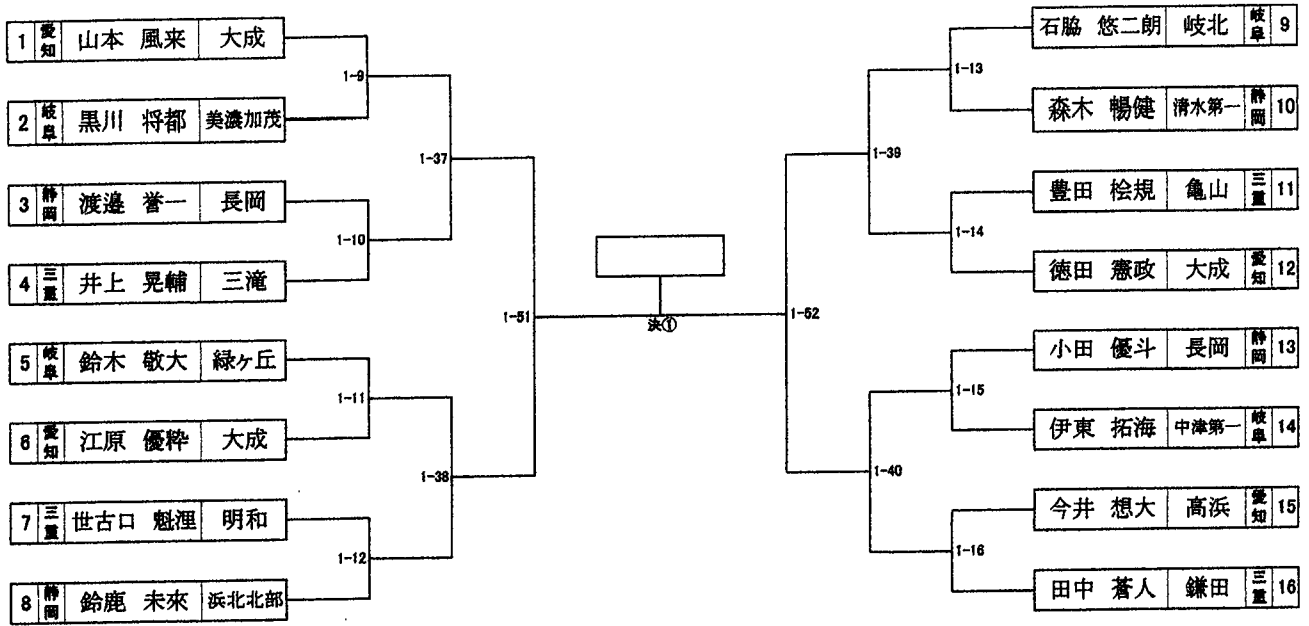 1 愛知 山本 風来 大成
1-9
2 岐阜 黒川 将都 美濃加茂
1-37
3 静岡 渡邉 誉一 長岡
1-10
4 三重 井上 晃輔 三滝
1-51
5 岐阜 鈴木 敬大 緑ヶ丘
1-11
6 愛知 江原 優粋 大成
1-38
7 三重 世古口 魁浬 明和
1-12
8 静岡 鈴鹿 未來 浜北北部
決①
石脇 悠二朗 岐北 岐阜 9
1-13
森木 暢健 清水第一 静岡 10
1-39
豊田 桧規 亀山 三重 11
1-14
徳田 憲政 大成 愛知 12
1-52
小田 優斗 長岡 静岡 13
1-15
伊東 拓海 中津第一 岐阜 14
1-40
今井 想大 高浜 愛知 15
1-16
田中 蒼人 鎌田 三重 16